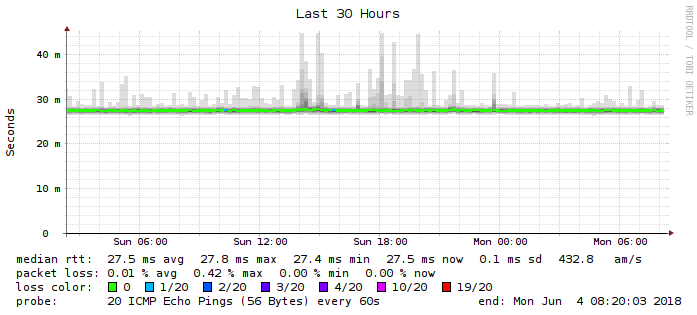 Last 30 Hours
RRDTOOL / TOBI OETIKER
Seconds
40 m
30 m
20 m
10 m
0
Sun 06:00 Sun 12:00 Sun 18:00 Mon 00:00 Mon 06:00
median rtt: 27.5 ms avg 27.8 ms max 27.4 ms min 27.5 ms now 0.1 ms sd 432.8 am/s
packet loss: 0.01 % avg 0.42 % max 0.00 % min 0.00 % now
loss color: 0 1/20 2/20 3/20 4/20 10/20 19/20
probe: 20 ICMP Echo Pings (56 Bytes) every 60s end: Mon Jun 4 08:20:03 2018